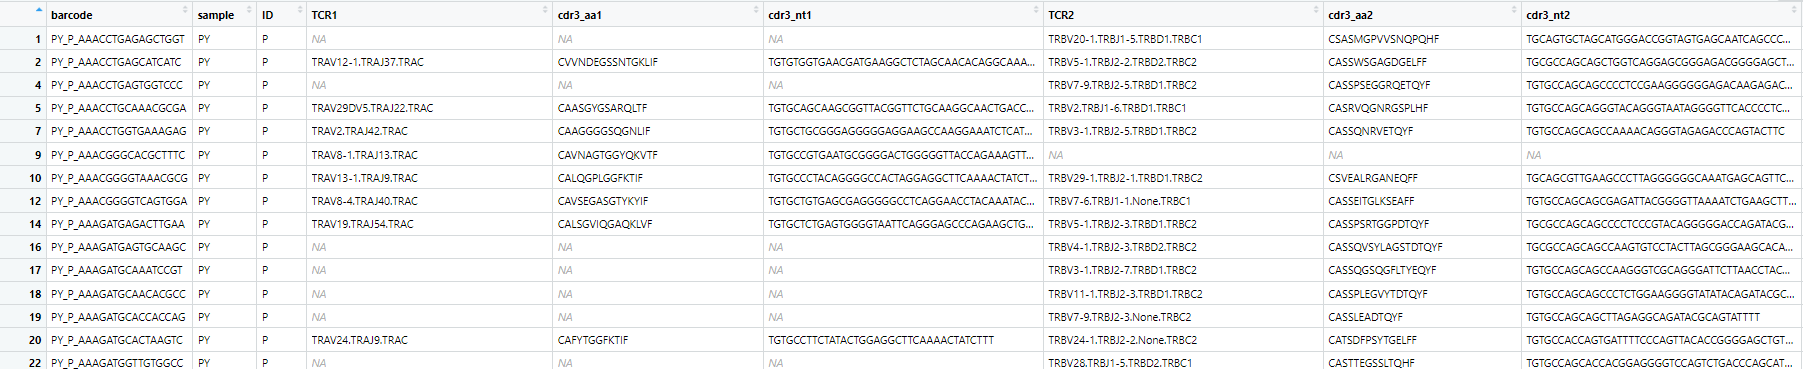 barcode sample ID TCR1 cdr3_aa1 cdr3_nt1 TCR2 cdr3_aa2 cdr3_nt2
1 PY_P_AAACCTGAGAGCTGGT PY P NA NA NA TRBV20-1.TRBJ1-5.TRBD1.TRBC1 CSASMGPVVSNQPQHF TGCAGTGCTAGCATGGGACCGGTAGTGAGCAATCAGCCC...
2 PY_P_AAACCTGAGCATCATC PY P TRAV12-1.TRAJ37.TRAC CVVNDEGSSNTGKLIF TGTGTGGTGAACGATGAAGGCTCTAGCAACACAGGCAAA... TRBV5-1.TRBJ2-2.TRBD2.TRBC2 CASSWSGAGDGELFF TGCGCCAGCAGCTGGTCAGGAGCGGGAGACGGGGAGCT...
4 PY_P_AAACCTGAGTGGTCCC PY P NA NA NA TRBV7-9.TRBJ2-5.TRBD1.TRBC2 CASSPSEGGRQETQYF TGTGCCAGCAGCCCCTCCGAAGGGGGGAGACAAGAGAC...
5 PY_P_AAACCTGCAAACGCGA PY P TRAV29DV5.TRAJ22.TRAC CAASGYGSARQLTF TGTGCAGCAAGCGGTTACGGTTCTGCAAGGCAACTGACC... TRBV2.TRBJ1-6.TRBD1.TRBC1 CASRVQGNRGSPLHF TGTGCCAGCAGGGTACAGGGTAATAGGGGTTCACCCCTC...
7 PY_P_AAACCTGGTGAAAGAG PY P TRAV2.TRAJ42.TRAC CAAGGGGSQGNLIF TGTGCTGCGGGAGGGGGAGGAAGCCAAGGAAATCTCAT... TRBV3-1.TRBJ2-5.TRBD1.TRBC2 CASSQNRVETQYF TGTGCCAGCAGCCAAAACAGGGTAGAGACCCAGTACTTC
9 PY_P_AAACGGGCACGCTTTC PY P TRAV8-1.TRAJ13.TRAC CAVNAGTGGYQKVTF TGTGCCGTGAATGCGGGGACTGGGGGTTACCAGAAAGTT... NA NA NA
10 PY_P_AAACGGGGTAAACGCG PY P TRAV13-1.TRAJ9.TRAC CALQGPLGGFKTIF TGTGCCCTACAGGGGCCACTAGGAGGCTTCAAAACTATCT... TRBV29-1.TRBJ2-1.TRBD1.TRBC2 CSVEALRGANEQFF TGCAGCGTTGAAGCCCTTAGGGGGGCAAATGAGCAGTTC...
12 PY_P_AAACGGGGTCAGTGGA PY P TRAV8-4.TRAJ40.TRAC CAVSEGASGTYKYIF TGTGCTGTGAGCGAGGGGGCCTCAGGAACCTACAAATAC... TRBV7-6.TRBJ1-1.None.TRBC1 CASSEITGLKSEAFF TGTGCCAGCAGCGAGATTACGGGGTTAAAATCTGAAGCTT...
14 PY_P_AAAGATGAGACTTGAA PY P TRAV19.TRAJ54.TRAC CALSGVIQGAQKLVF TGTGCTCTGAGTGGGGTAATTCAGGGAGCCCAGAAGCTG... TRBV5-1.TRBJ2-3.TRBD1.TRBC2 CASSPSRTGGPDTQYF TGCGCCAGCAGCCCCTCCCGTACAGGGGGACCAGATACG...
16 PY_P_AAAGATGAGTGCAAGC PY P NA NA NA TRBV4-1.TRBJ2-3.TRBD2.TRBC2 CASSQVSYLAGSTDTQYF TGCGCCAGCAGCCAAGTGTCCTACTTAGCGGGAAGCACA...
17 PY_P_AAAGATGCAAATCCGT PY P NA NA NA TRBV3-1.TRBJ2-7.TRBD1.TRBC2 CASSQGSQGFLTYEQYF TGTGCCAGCAGCCAAGGGTCGCAGGGATTCTTAACCTAC...
18 PY_P_AAAGATGCAACACGCC PY P NA NA NA TRBV11-1.TRBJ2-3.TRBD1.TRBC2 CASSPLEGVYTDTQYF TGTGCCAGCAGCCCTCTGGAAGGGGTATATACAGATACGC...
19 PY_P_AAAGATGCACCACCAG PY P NA NA NA TRBV7-9.TRBJ2-3.None.TRBC2 CASSLEADTQYF TGTGCCAGCAGCTTAGAGGCAGATACGCAGTATTTT
20 PY_P_AAAGATGCACTAAGTC PY P TRAV24.TRAJ9.TRAC CAFYTGGFKTIF TGTGCCTTCTATACTGGAGGCTTCAAAACTATCTTT TRBV24-1.TRBJ2-2.None.TRBC2 CATSDFPSYTGELFF TGTGCCACCAGTGATTTTCCCAGTTACACCGGGGAGCTGT...
22 PY_P_AAAGATGGTTGTGGCC PY P NA NA NA TRBV28.TRBJ1-5.TRBD2.TRBC1 CASTTEGSSLTQHF TGTGCCAGCACCACGGAGGGGTCCAGTCTGACCCAGCAT...